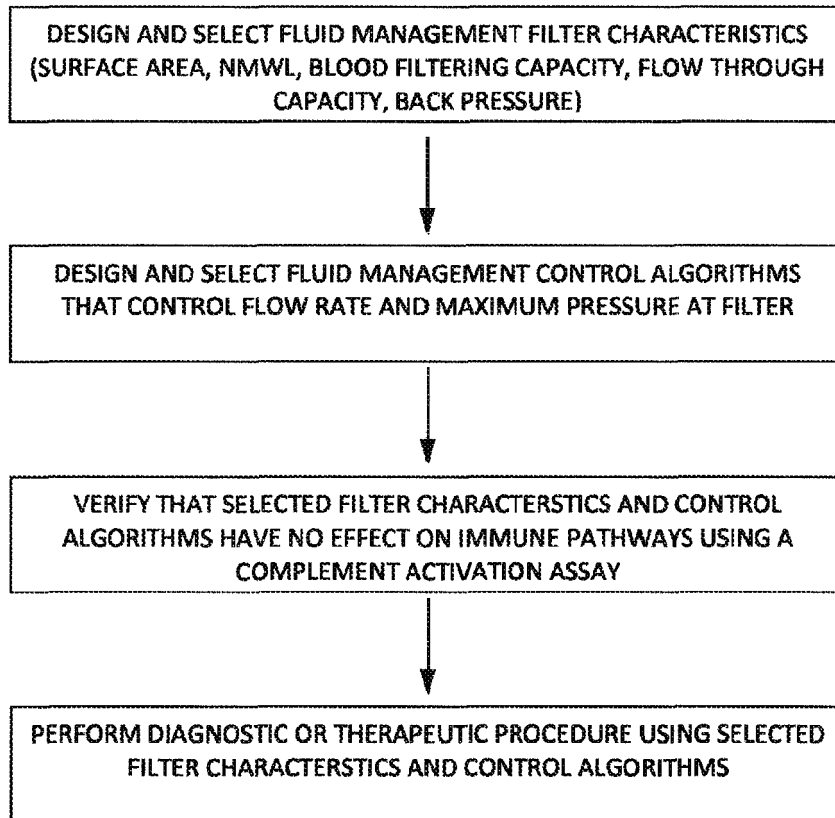 DESIGN AND SELECT FLUID MANAGEMENT FILTER CHARACTERISTICS
(SURFACE AREA, NMWL, BLOOD FILTERING CAPACITY, FLOW THROUGH
CAPACITY, BACK PRESSURE)
DESIGN AND SELECT FLUID MANAGEMENT CONTROL ALGORITHMS
THAT CONTROL FLOW RATE AND MAXIMUM PRESSURE AT FILTER
VERIFY THAT SELECTED FILTER CHARACTERSTICS AND CONTROL
ALGORITHMS HAVE NO EFFECT ON IMMUNE PATHWAYS USING A
COMPLEMENT ACTIVATION ASSAY
PERFORM DIAGNOSTIC OR THERAPEUTIC PROCEDURE USING SELECTED
FILTER CHARACTERSTICS AND CONTROL ALGORITHMS